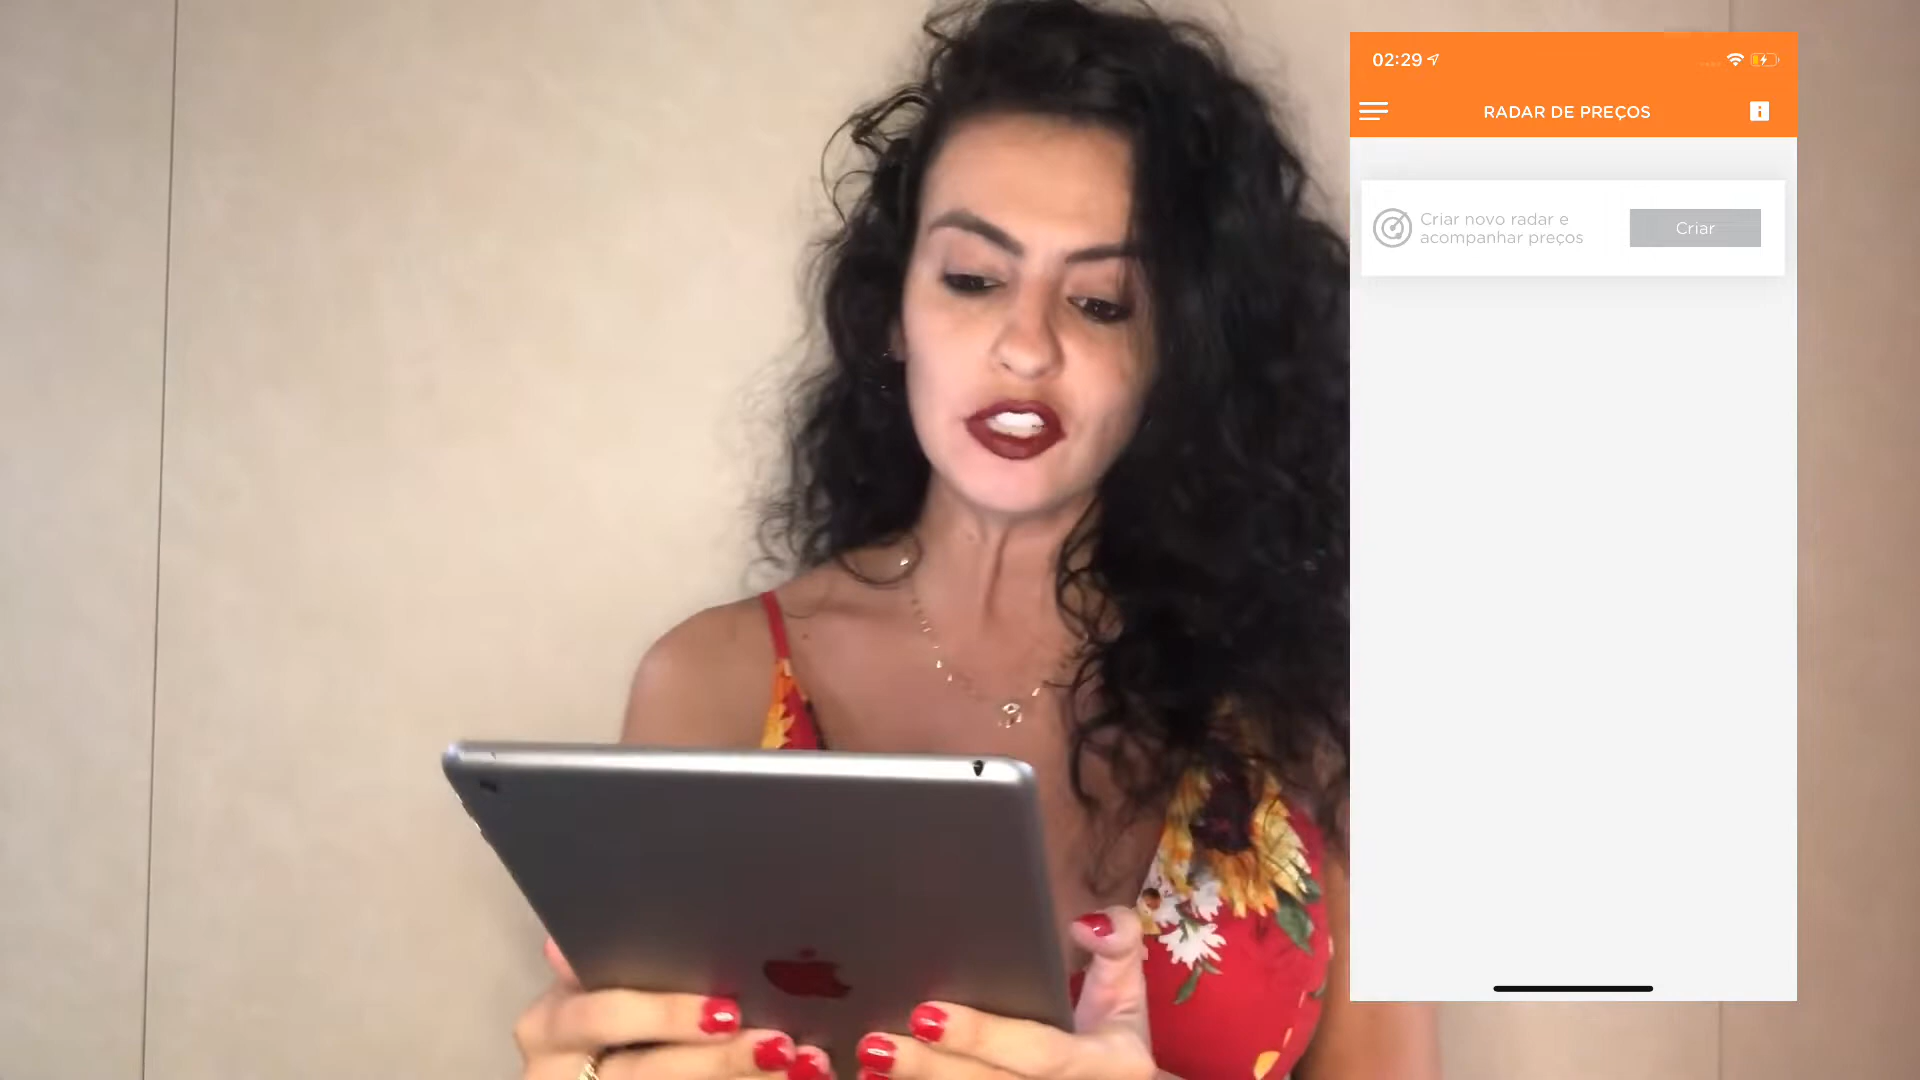 02:29
RADAR DE PREÇOS
Criar novo radar e
acompanhar preços
Criar